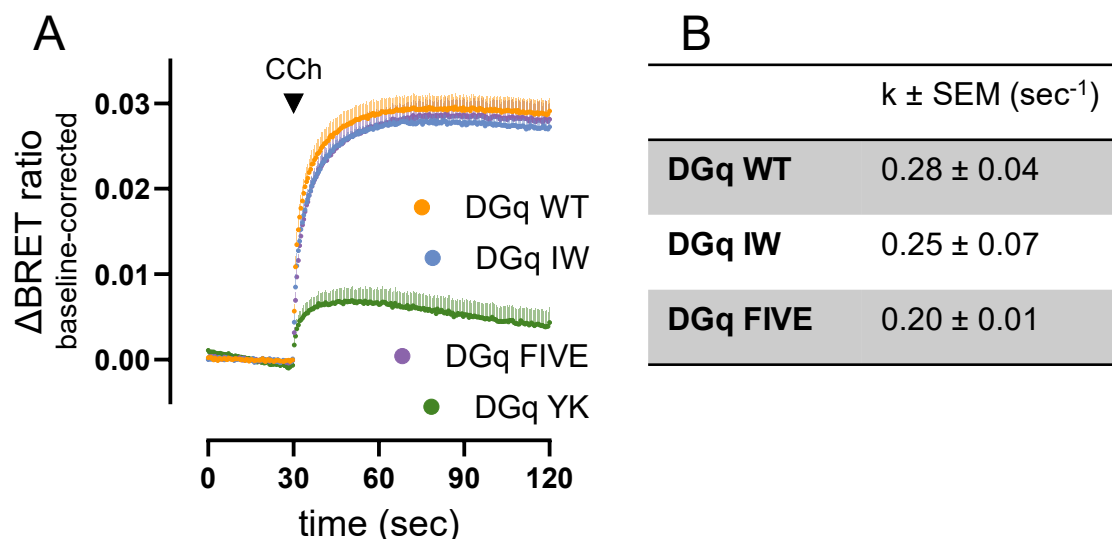 A
CCh
ΔBRET ratio
baseline-corrected
0.03
0.02
0.01
0.00
DGq WT
DGq IW
DGq FIVE
DGq YK
0 30 60 90 120
time (sec)
B
k ± SEM (sec⁻¹)
DGq WT 0.28 ± 0.04
DGq IW 0.25 ± 0.07
DGq FIVE 0.20 ± 0.01